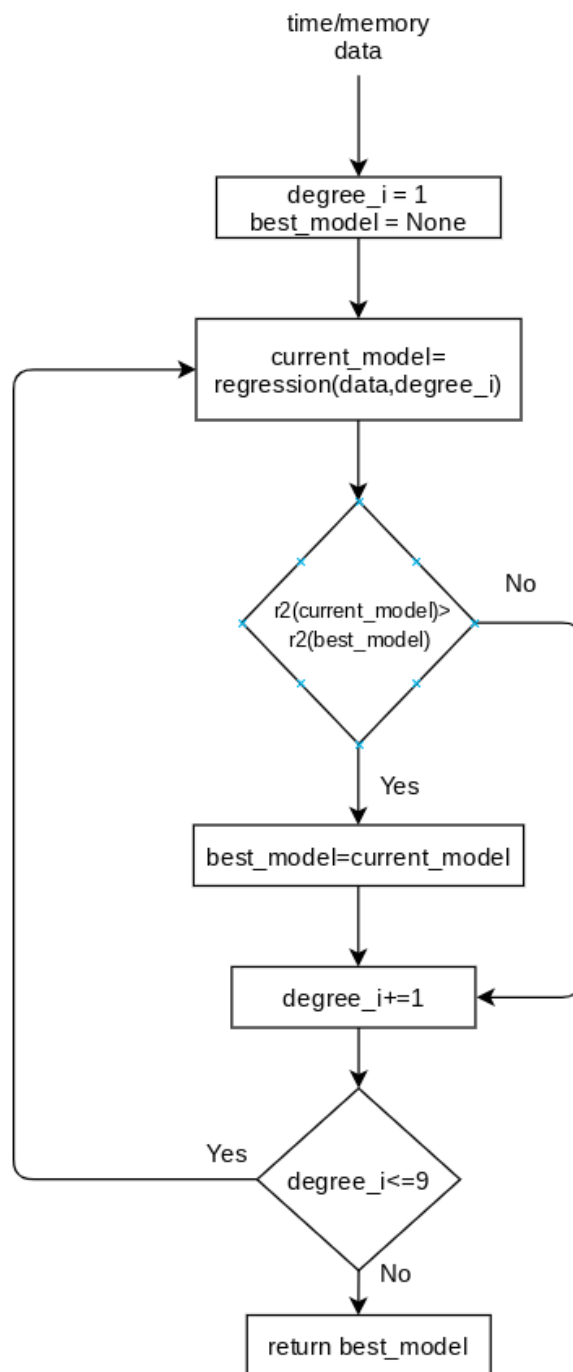 time/memory
data
degree_i = 1
best_model = None
current_model=
regression(data,degree_i)
r2(current_model)>
r2(best_model)
No
Yes
best_model=current_model
degree_i+=1
Yes
degree_i<=9
No
return best_model